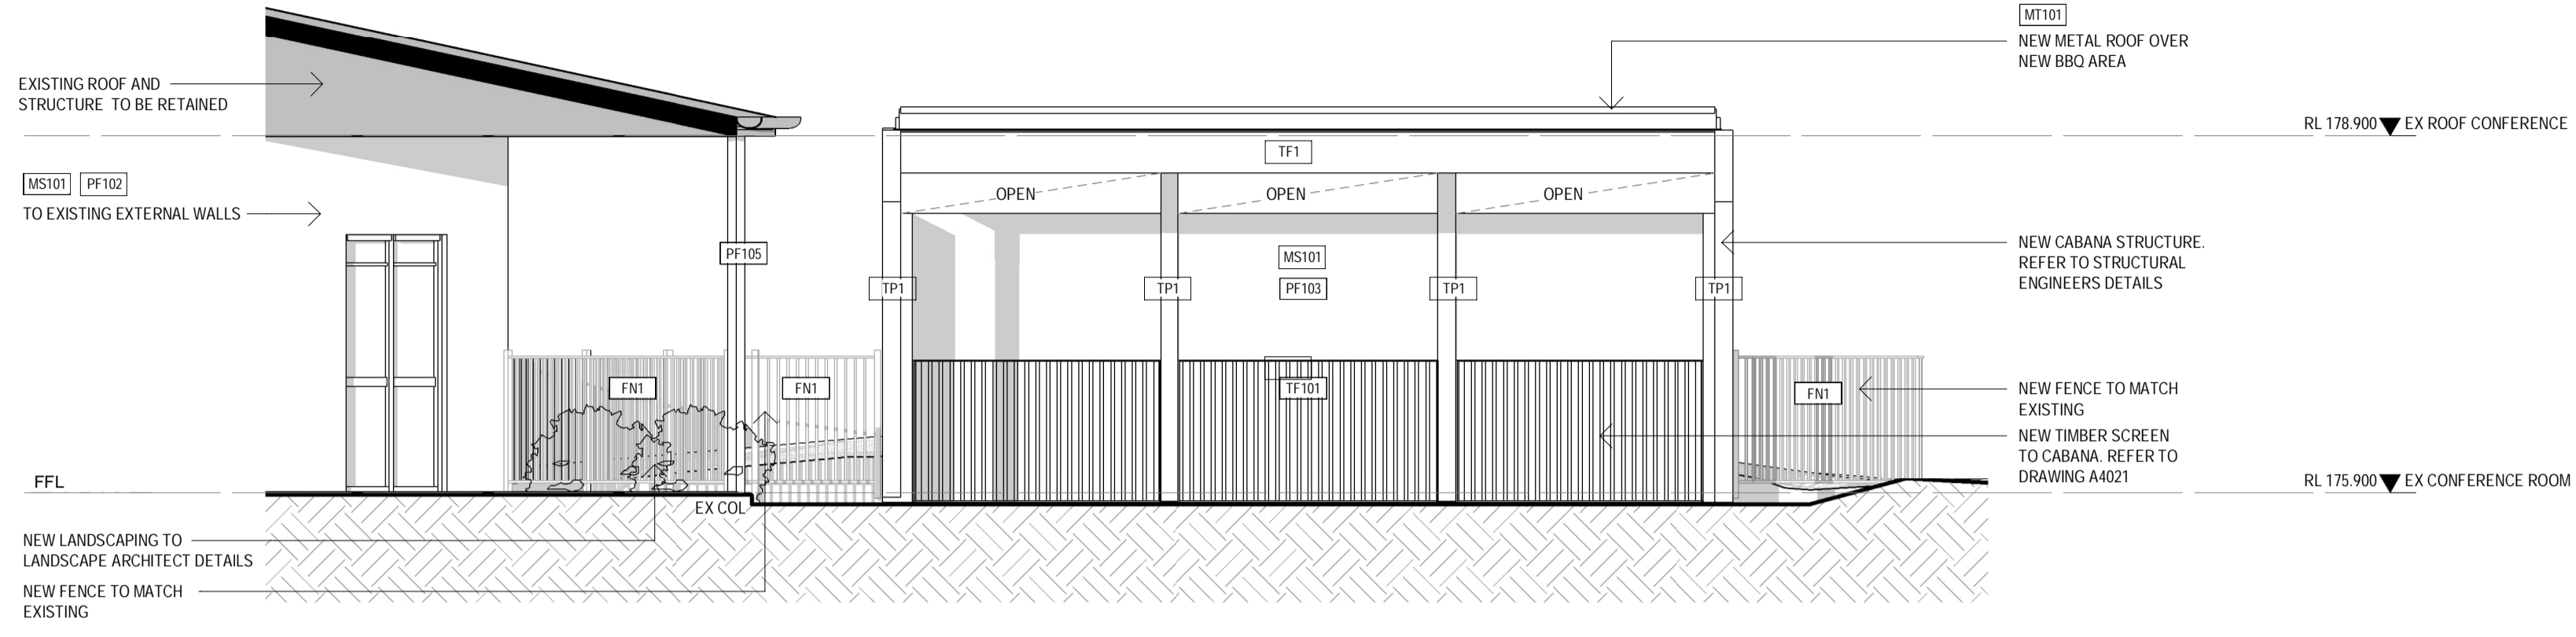 MT101
NEW METAL ROOF OVER
NEW BBQ AREA
EXISTING ROOF AND
STRUCTURE TO BE RETAINED
RL 178.900 EX ROOF CONFERENCE
TF1
MS101 PF102
TO EXISTING EXTERNAL WALLS
OPEN OPEN OPEN
PF105
MS101
NEW CABANA STRUCTURE.
REFER TO STRUCTURAL
ENGINEERS DETAILS
TP1 TP1 PF103 TP1 TP1
FN1 FN1 TF101 FN1
NEW FENCE TO MATCH
EXISTING
NEW TIMBER SCREEN
TO CABANA. REFER TO
DRAWING A4021
FFL
RL 175.900 EX CONFERENCE ROOM
EX COL
NEW LANDSCAPING TO
LANDSCAPE ARCHITECT DETAILS
NEW FENCE TO MATCH
EXISTING